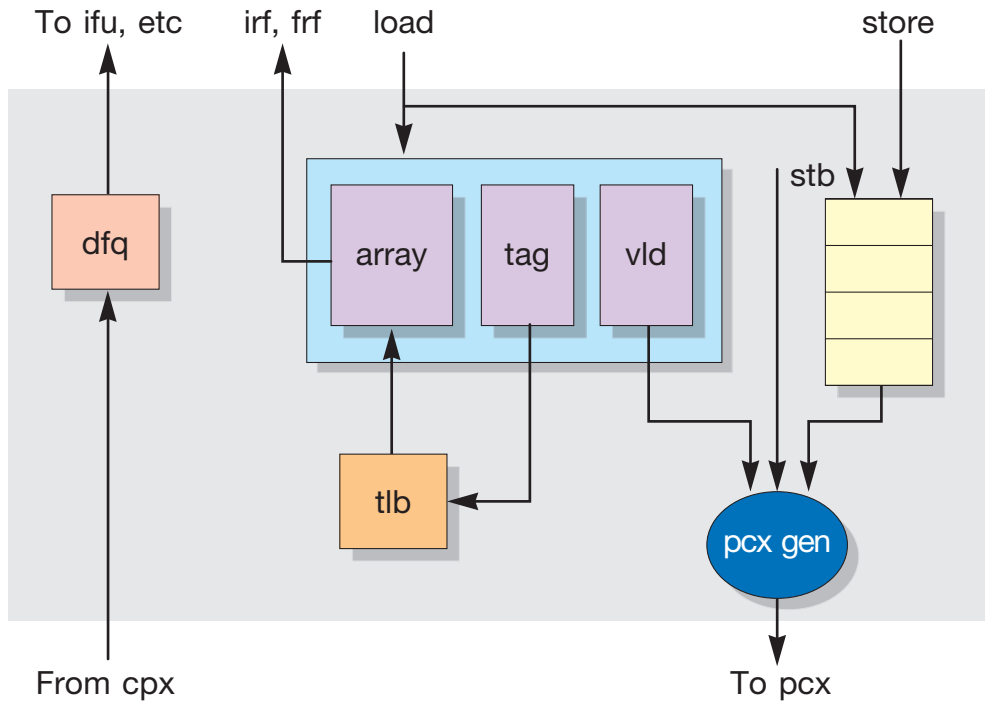 To ifu, etc
irf, frf
load
store
stb
dfq
array
tag
vld
tlb
pcx gen
From cpx
To pcx